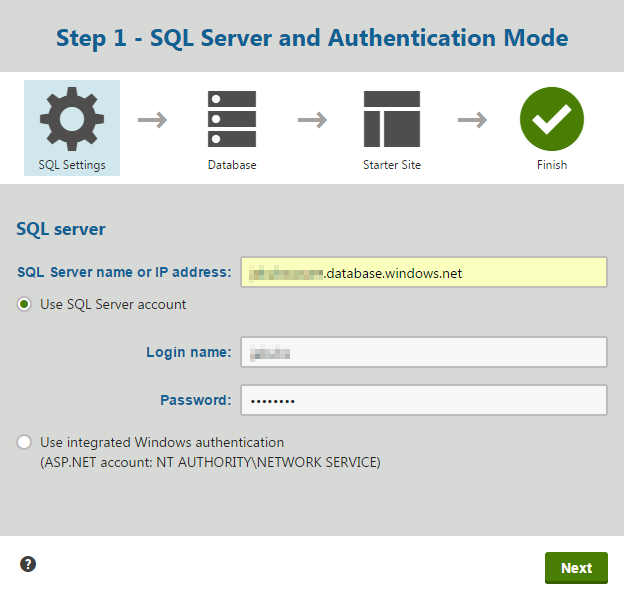 Step 1 - SQL Server and Authentication Mode
SQL Settings
Database
Starter Site
Finish
SQL server
SQL Server name or IP address:
.database.windows.net
Use SQL Server account
Login name:
Password:
••••••••
Use integrated Windows authentication
(ASP.NET account: NT AUTHORITY\NETWORK SERVICE)
?
Next